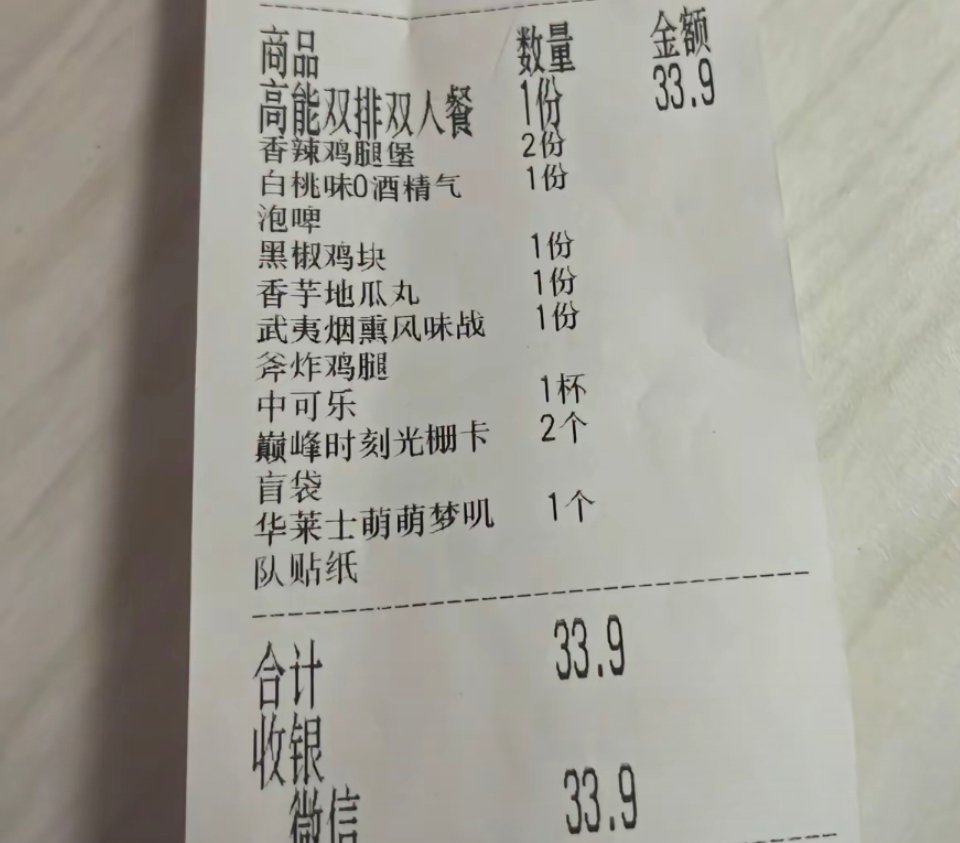 商品 数量 金额
高能双排双人餐 1份 33.9
香辣鸡腿堡 2份
白桃味0酒精气 1份
泡啤
黑椒鸡块 1份
香芋地瓜丸 1份
武夷烟熏风味战 1份
斧炸鸡腿
中可乐 1杯
巅峰时刻光栅卡 2个
盲袋
华莱士萌萌梦叽 1个
队贴纸
合计 33.9
收银
微信 33.9